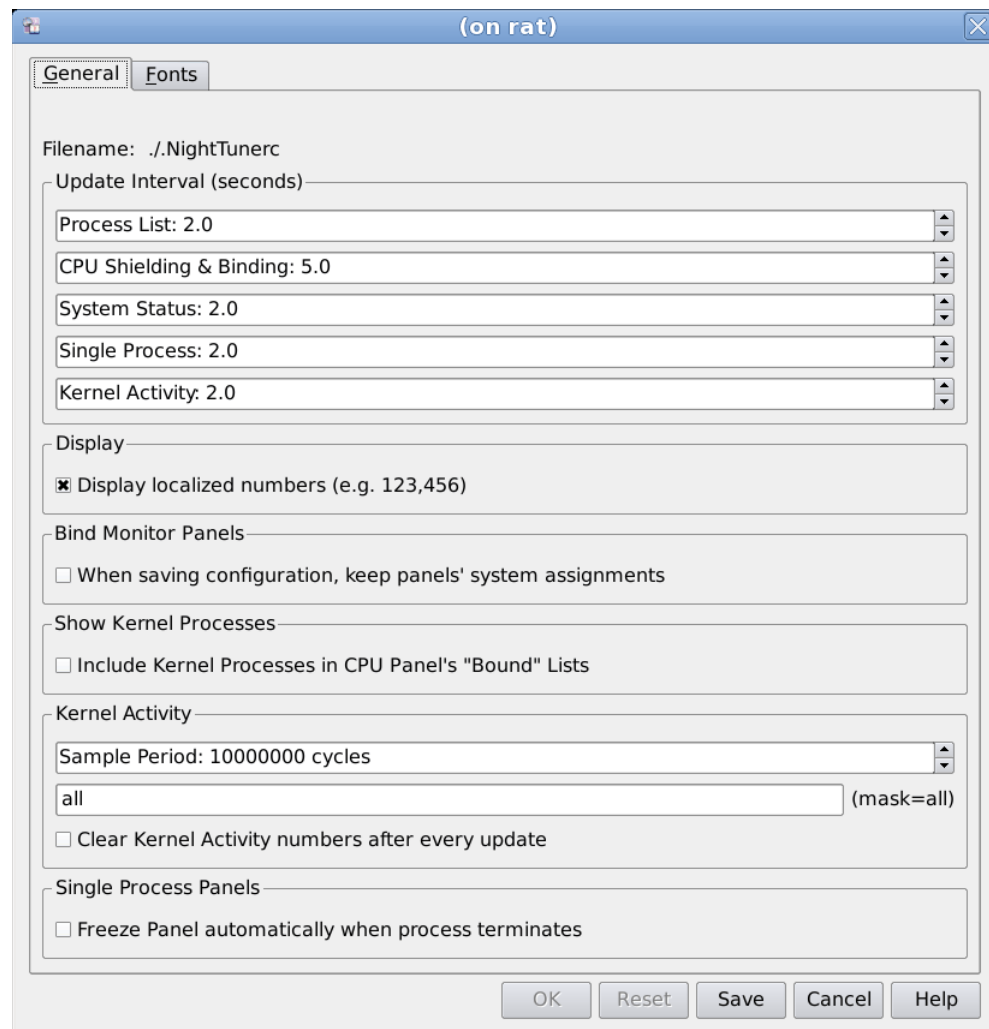 (on rat)
General Fonts
Filename: ./.NightTunerc
Update Interval (seconds)
Process List: 2.0
CPU Shielding & Binding: 5.0
System Status: 2.0
Single Process: 2.0
Kernel Activity: 2.0
Display
Display localized numbers (e.g. 123,456)
Bind Monitor Panels
When saving configuration, keep panels' system assignments
Show Kernel Processes
Include Kernel Processes in CPU Panel's "Bound" Lists
Kernel Activity
Sample Period: 10000000 cycles
all (mask=all)
Clear Kernel Activity numbers after every update
Single Process Panels
Freeze Panel automatically when process terminates
OK Reset Save Cancel Help